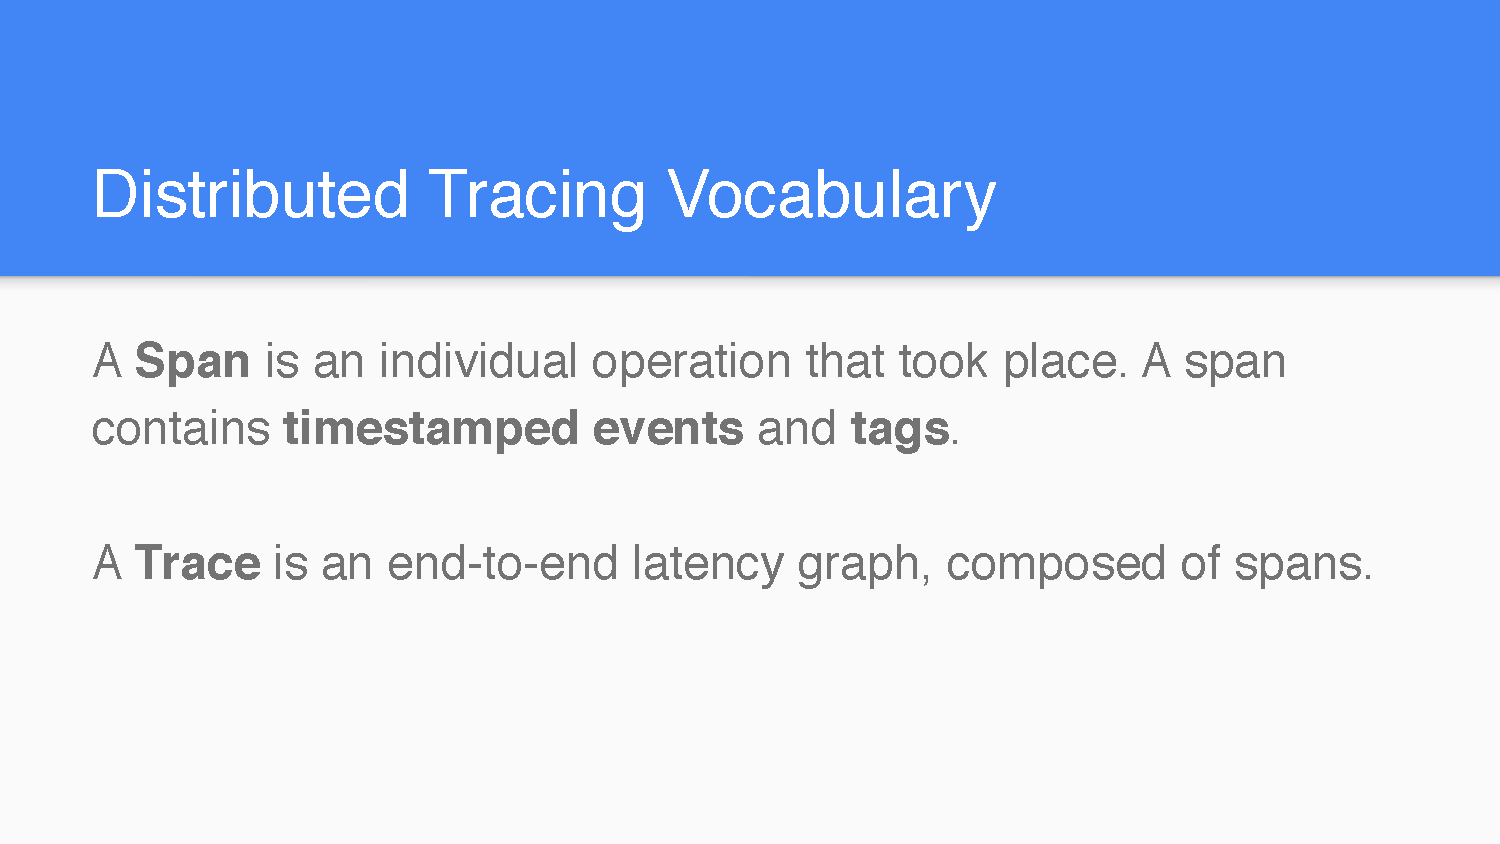 Distributed Tracing Vocabulary
A Span is an individual operation that took place. A span
contains timestamped events and tags.
A Trace is an end-to-end latency graph, composed of spans.